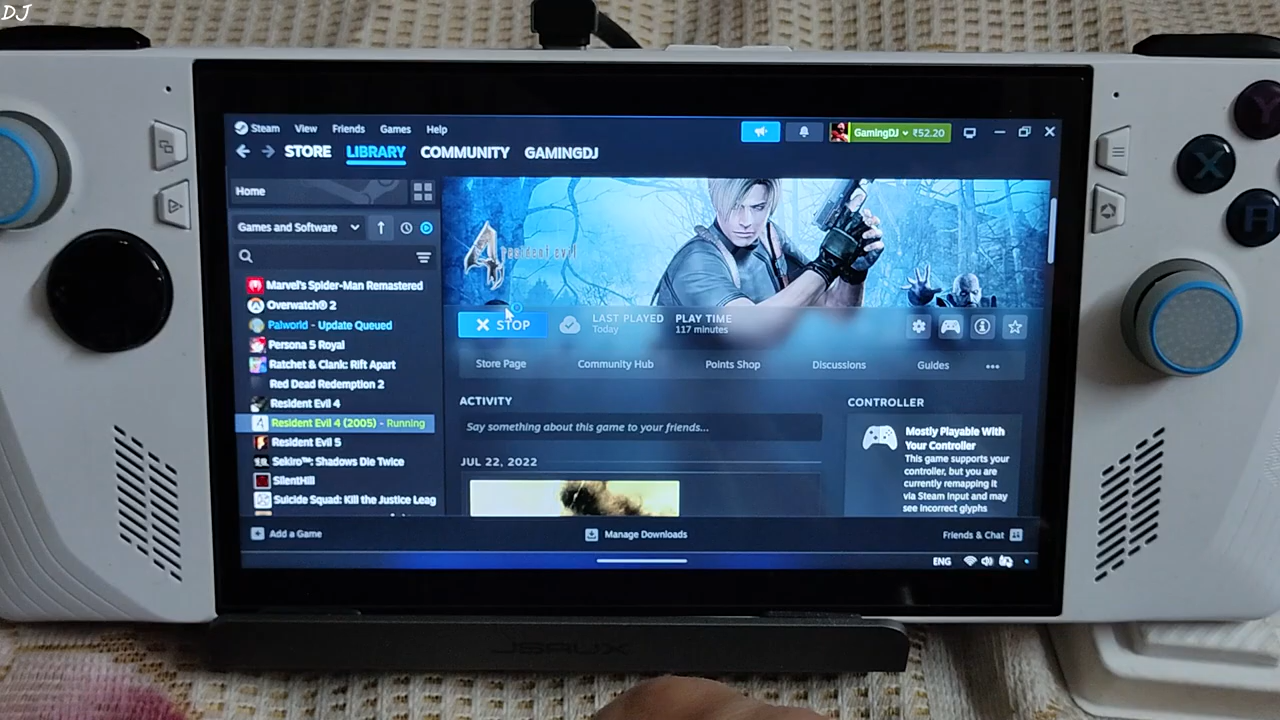 DJ
Steam View Friends Games Help
GamingDJ ₹52.20
STORE LIBRARY COMMUNITY GAMINGDJ
Home
Games and Software
Marvel's Spider-Man Remastered
Overwatch® 2
Palworld - Update Queued
Persona 5 Royal
Ratchet & Clank: Rift Apart
Red Dead Redemption 2
Resident Evil 4
Resident Evil 4 (2005) - Running
Resident Evil 5
Sekiro™: Shadows Die Twice
SilentHill
Suicide Squad: Kill the Justice Leag
Add a Game
4 Resident Evil
STOP
LAST PLAYED
Today
PLAY TIME
117 minutes
Store Page Community Hub Points Shop Discussions Guides
ACTIVITY
Say something about this game to your friends...
JUL 22, 2022
CONTROLLER
Mostly Playable With
Your Controller
This game supports your
controller, but you are
currently remapping it
via Steam Input and may
see incorrect glyphs
Manage Downloads
Friends & Chat
ENG
Y
X
A
JSAUX